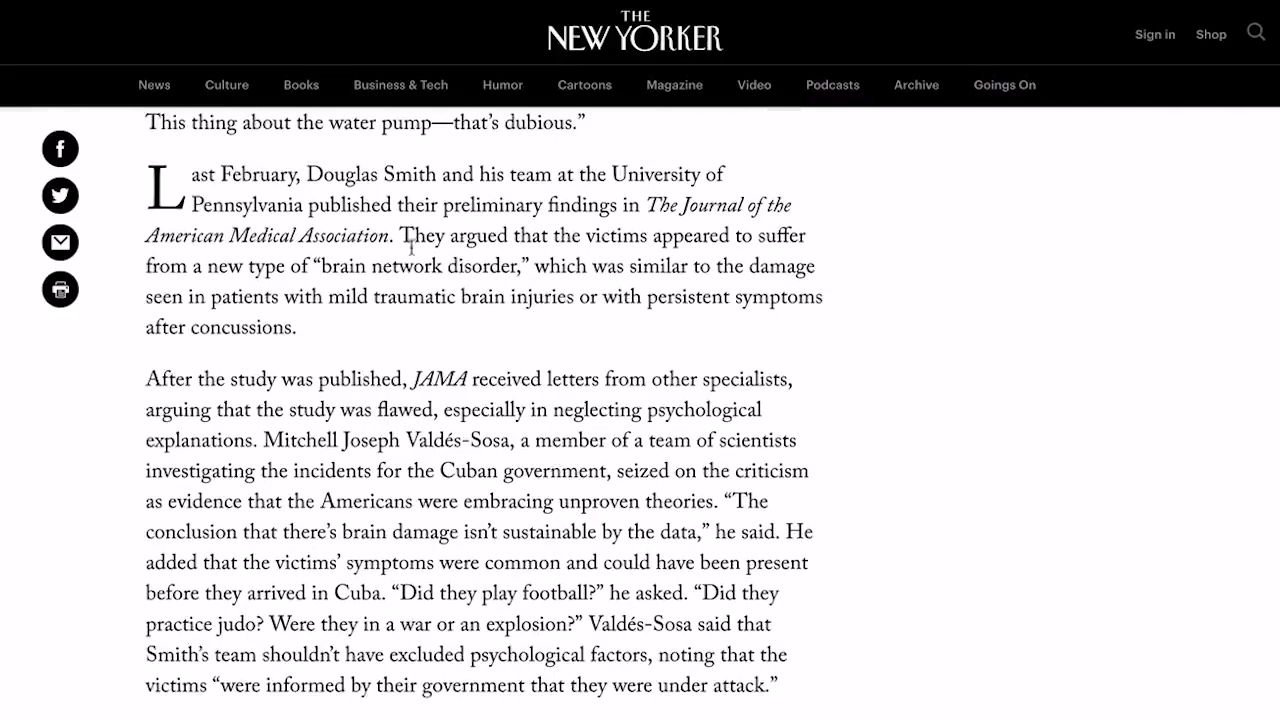 THE
NEW YORKER
Sign in Shop
News Culture Books Business & Tech Humor Cartoons Magazine Video Podcasts Archive Goings On
This thing about the water pump—that’s dubious.”
Last February, Douglas Smith and his team at the University of
Pennsylvania published their preliminary findings in The Journal of the
American Medical Association. They argued that the victims appeared to suffer
from a new type of “brain network disorder,” which was similar to the damage
seen in patients with mild traumatic brain injuries or with persistent symptoms
after concussions.
After the study was published, JAMA received letters from other specialists,
arguing that the study was flawed, especially in neglecting psychological
explanations. Mitchell Joseph Valdés-Sosa, a member of a team of scientists
investigating the incidents for the Cuban government, seized on the criticism
as evidence that the Americans were embracing unproven theories. “The
conclusion that there’s brain damage isn’t sustainable by the data,” he said. He
added that the victims’ symptoms were common and could have been present
before they arrived in Cuba. “Did they play football?” he asked. “Did they
practice judo? Were they in a war or an explosion?” Valdés-Sosa said that
Smith’s team shouldn’t have excluded psychological factors, noting that the
victims “were informed by their government that they were under attack.”